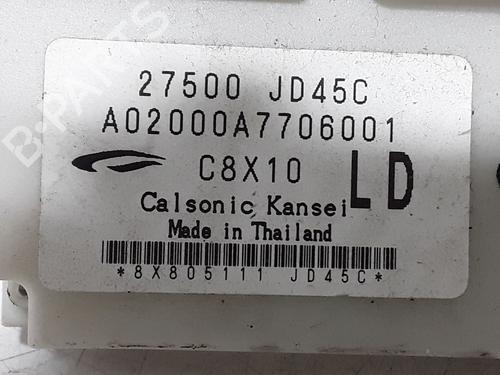 27500 JD45C
A02000A7706001
C8X10 LD
Calsonic Kansei
Made in Thailand
*8X805111 JD45C*
B-PARTS